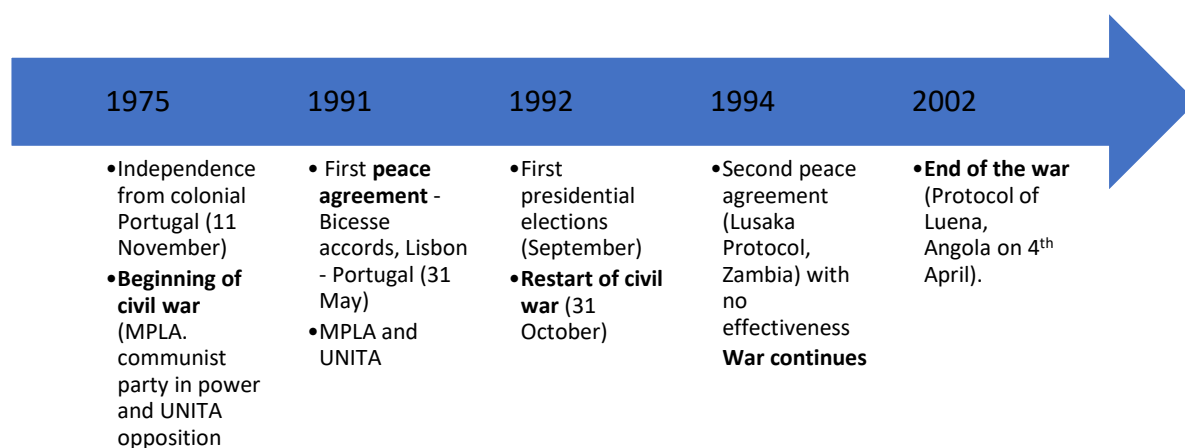 1975
1991
1992
1994
2002
•Independence
from colonial
Portugal (11
November)
•Beginning of
civil war
(MPLA.
communist
party in power
and UNITA
opposition
• First peace
agreement -
Bicesse
accords, Lisbon
- Portugal (31
May)
•MPLA and
UNITA
•First
presidential
elections
(September)
•Restart of civil
war (31
October)
•Second peace
agreement
(Lusaka
Protocol,
Zambia) with
no
effectiveness
War continues
•End of the war
(Protocol of
Luena,
Angola on 4th
April).